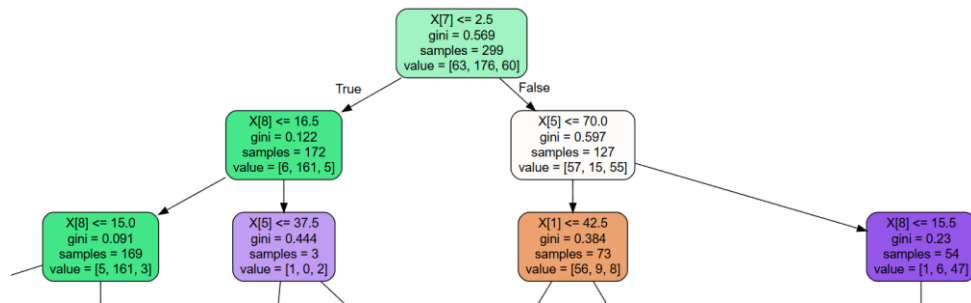 X[7] <= 2.5
gini = 0.569
samples = 299
value = [63, 176, 60]
True
False
X[8] <= 16.5
gini = 0.122
samples = 172
value = [6, 161, 5]
X[5] <= 70.0
gini = 0.597
samples = 127
value = [57, 15, 55]
X[8] <= 15.0
gini = 0.091
samples = 169
value = [5, 161, 3]
X[5] <= 37.5
gini = 0.444
samples = 3
value = [1, 0, 2]
X[1] <= 42.5
gini = 0.384
samples = 73
value = [56, 9, 8]
X[8] <= 15.5
gini = 0.23
samples = 54
value = [1, 6, 47]